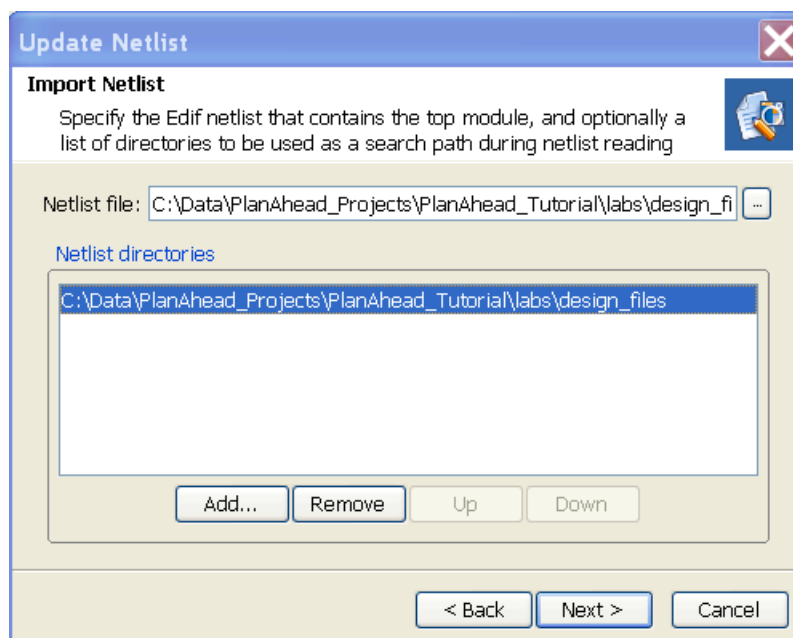 Update Netlist
Import Netlist
Specify the Edif netlist that contains the top module, and optionally a
list of directories to be used as a search path during netlist reading
Netlist file: C:\Data\PlanAhead_Projects\PlanAhead_Tutorial\labs\design_fi ...
Netlist directories
C:\Data\PlanAhead_Projects\PlanAhead_Tutorial\labs\design_files
Add... Remove Up Down
< Back Next > Cancel